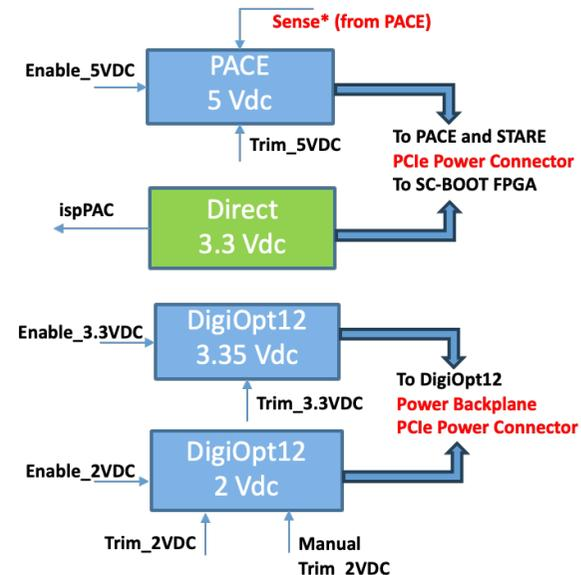 Sense* (from PACE)
PACE
5 Vdc
Enable_5VDC
Trim_5VDC
To PACE and STARE
PCIe Power Connector
To SC-BOOT FPGA
ispPAC
Direct
3.3 Vdc
Enable_3.3VDC
DigiOpt12
3.35 Vdc
Trim_3.3VDC
To DigiOpt12
Power Backplane
PCIe Power Connector
Enable_2VDC
DigiOpt12
2 Vdc
Trim_2VDC
Manual
Trim_2VDC